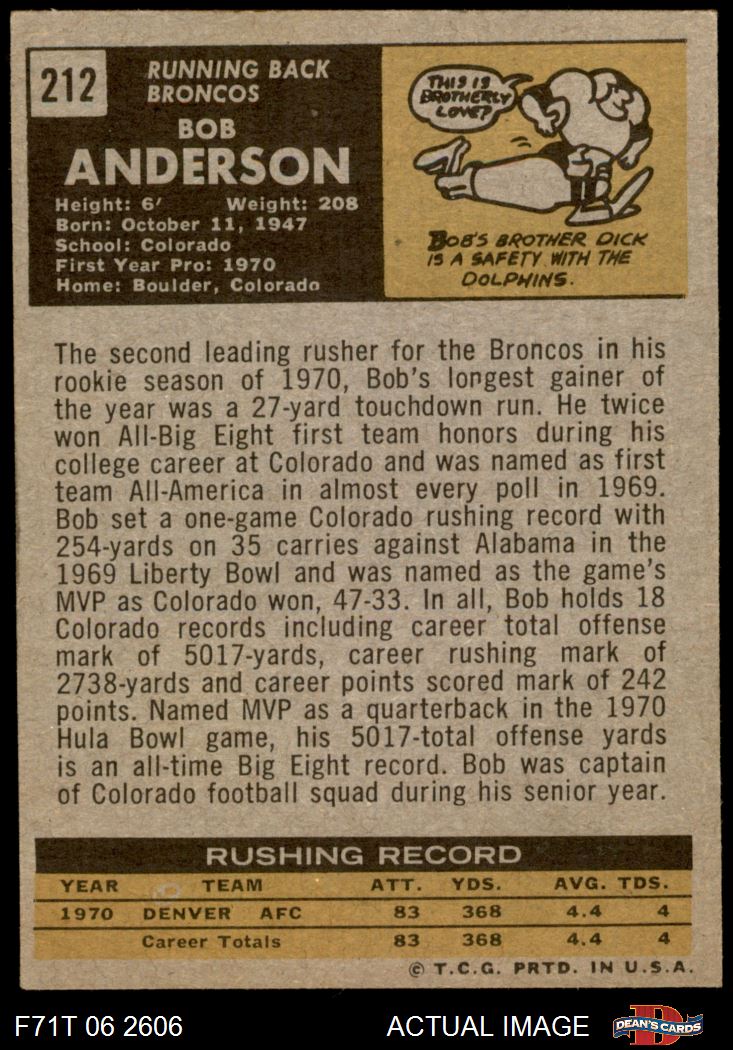 212
RUNNING BACK
BRONCOS
BOB
ANDERSON
Height: 6' Weight: 208
Born: October 11, 1947
School: Colorado
First Year Pro: 1970
Home: Boulder, Colorado
THIS IS
BROTHERLY
LOVE?
BOB'S BROTHER DICK
IS A SAFETY WITH THE
DOLPHINS.
The second leading rusher for the Broncos in his
rookie season of 1970, Bob's longest gainer of
the year was a 27-yard touchdown run. He twice
won All-Big Eight first team honors during his
college career at Colorado and was named as first
team All-America in almost every poll in 1969.
Bob set a one-game Colorado rushing record with
254-yards on 35 carries against Alabama in the
1969 Liberty Bowl and was named as the game's
MVP as Colorado won, 47-33. In all, Bob holds 18
Colorado records including career total offense
mark of 5017-yards, career rushing mark of
2738-yards and career points scored mark of 242
points. Named MVP as a quarterback in the 1970
Hula Bowl game, his 5017-total offense yards
is an all-time Big Eight record. Bob was captain
of Colorado football squad during his senior year.
RUSHING RECORD
YEAR TEAM ATT. YDS. AVG. TDS.
1970 DENVER AFC 83 368 4.4 4
Career Totals 83 368 4.4 4
© T.C.G. PRTD. IN U.S.A.
F71T 06 2606 ACTUAL IMAGE D DEAN'S CARDS